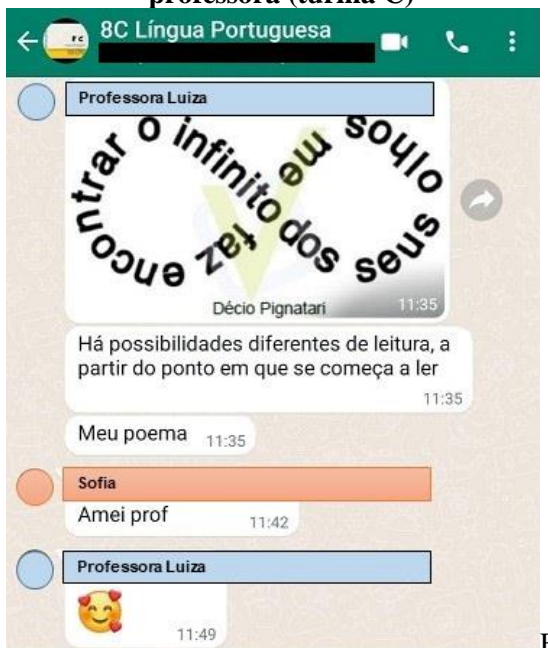 professora (turma C)
8C Língua Portuguesa
Professora Luiza
encontrar o infinito dos seus olhos me faz
Décio Pignatari 11:35
Há possibilidades diferentes de leitura, a
partir do ponto em que se começa a ler
11:35
Meu poema 11:35
Sofia
Amei prof 11:42
Professora Luiza
11:49